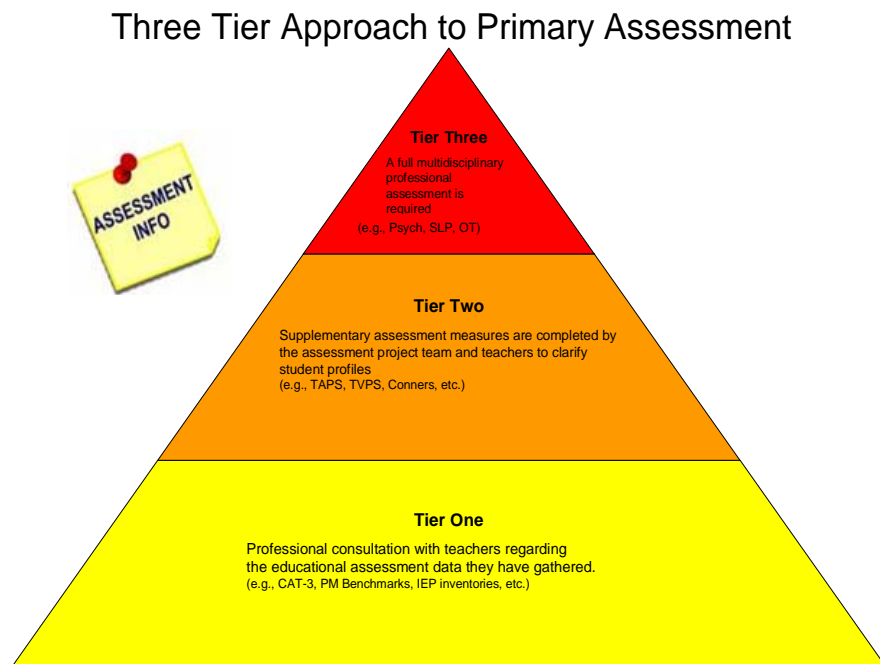 Three Tier Approach to Primary Assessment
ASSESSMENT
INFO
Tier Three
A full multidisciplinary
professional
assessment is
required
(e.g., Psych, SLP, OT)
Tier Two
Supplementary assessment measures are completed by
the assessment project team and teachers to clarify
student profiles
(e.g., TAPS, TVPS, Conners, etc.)
Tier One
Professional consultation with teachers regarding
the educational assessment data they have gathered.
(e.g., CAT-3, PM Benchmarks, IEP inventories, etc.)